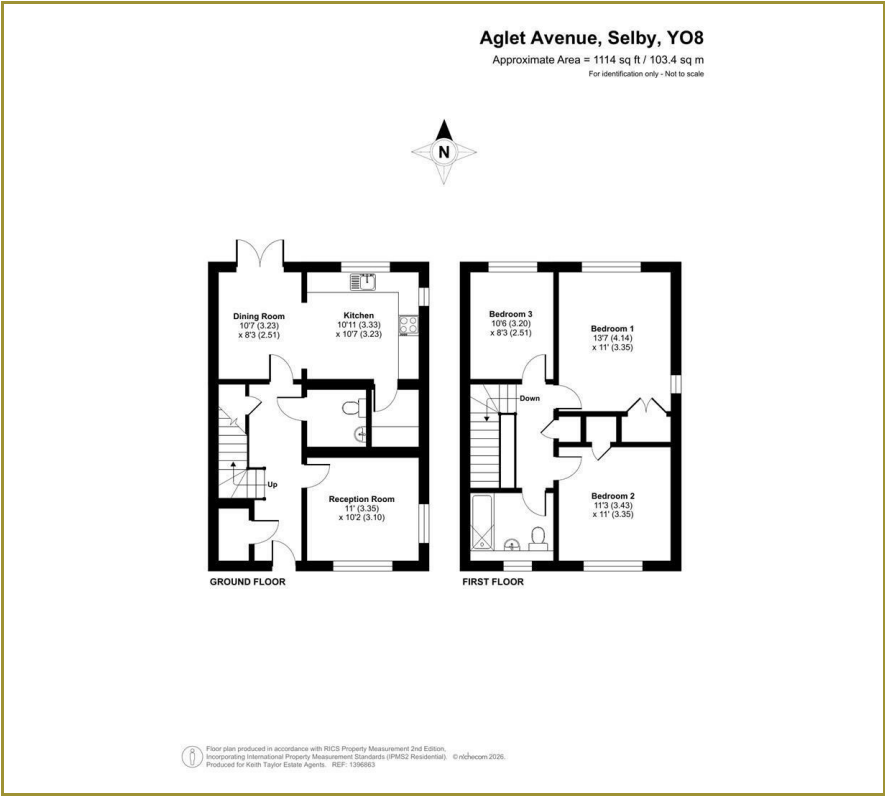 Aglet Avenue, Selby, YO8
Approximate Area = 1114 sq ft / 103.4 sq m
For identification only - Not to scale
N
Dining Room
10'7 (3.23)
x 8'3 (2.51)
Kitchen
10'11 (3.33)
x 10'7 (3.23)
Up
Reception Room
11' (3.35)
x 10'2 (3.10)
GROUND FLOOR
Bedroom 3
10'6 (3.20)
x 8'3 (2.51)
Bedroom 1
13'7 (4.14)
x 11' (3.35)
Down
Bedroom 2
11'3 (3.43)
x 11' (3.35)
FIRST FLOOR
Floor plan produced in accordance with RICS Property Measurement 2nd Edition,
Incorporating International Property Measurement Standards (IPMS2 Residential). © nichecom 2026.
Produced for Keith Taylor Estate Agents. REF: 1396863